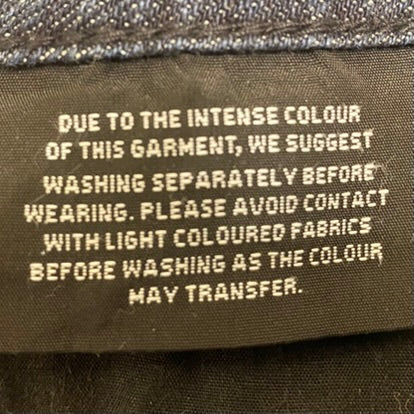 DUE TO THE INTENSE COLOUR
OF THIS GARMENT, WE SUGGEST
WASHING SEPARATELY BEFORE
WEARING. PLEASE AVOID CONTACT
WITH LIGHT COLOURED FABRICS
BEFORE WASHING AS THE COLOUR
MAY TRANSFER.